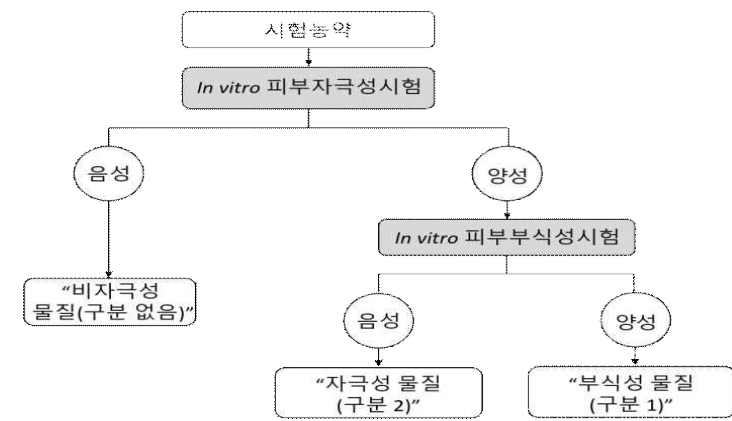 시험농약
In vitro 피부자극성시험
음성
양성
In vitro 피부부식성시험
“비자극성
물질(구분 없음)”
음성
양성
“자극성 물질
(구분 2)”
“부식성 물질
(구분 1)”